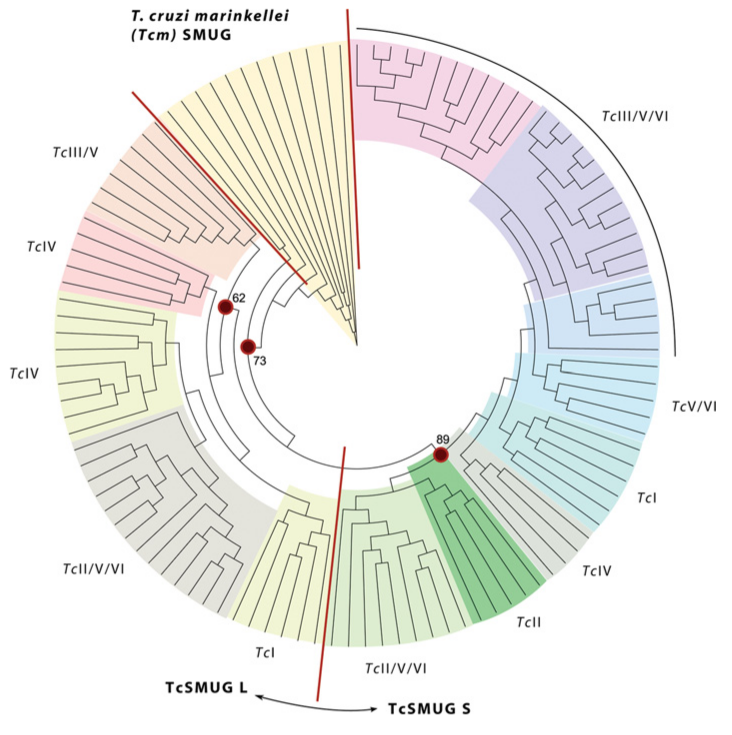 T. cruzi marinkellei
(Tcm) SMUG
TcIII/V/VI
TcIII/V
TcIV
62
73
TcIV
TcV/VI
89
TcI
TcIV
TcII/V/VI
TcII
TcI
TcII/V/VI
TcSMUG L
TcSMUG S